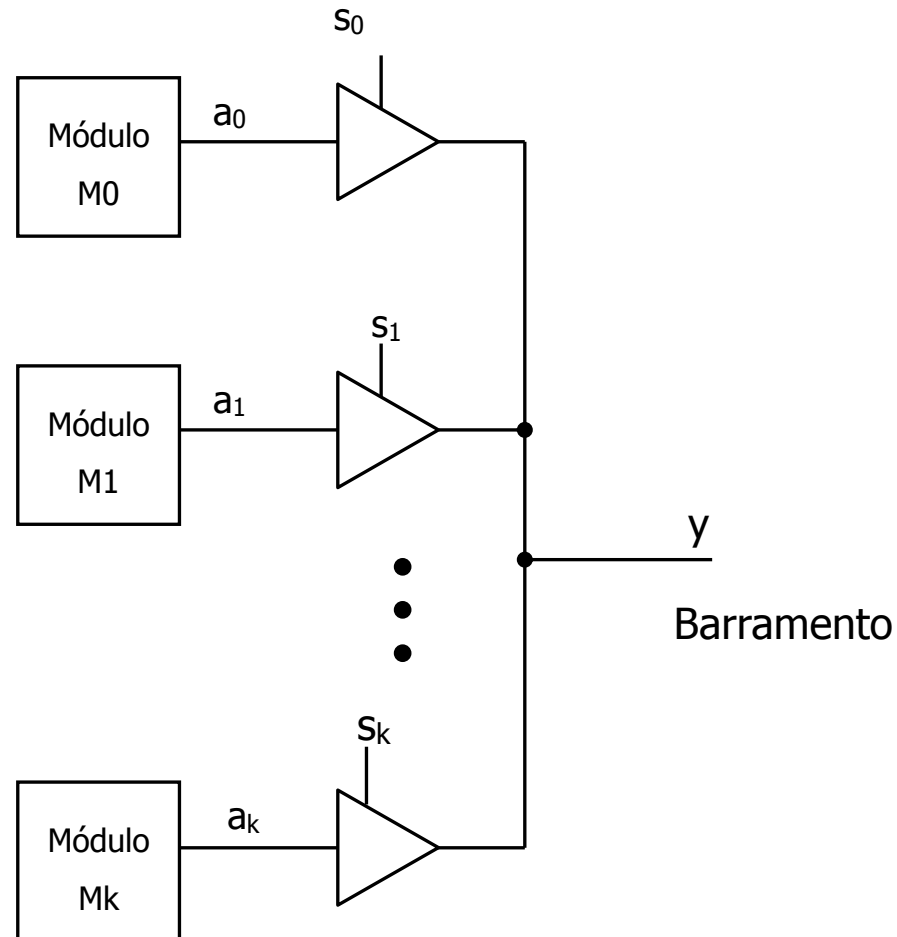 s₀
Módulo
M0
a₀
s₁
Módulo
M1
a₁
y
Barramento
sₖ
Módulo
Mk
aₖ